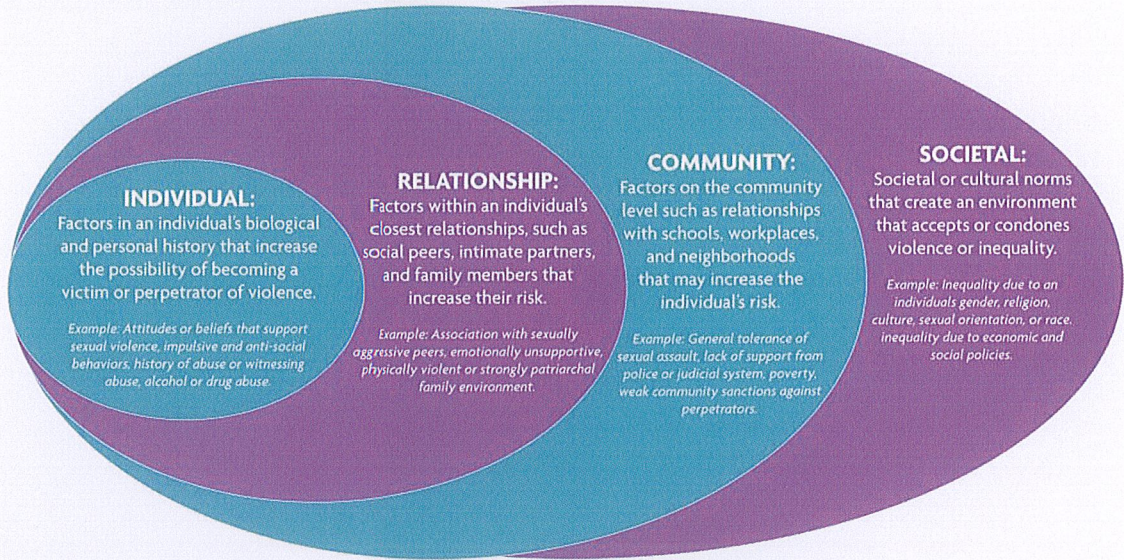 INDIVIDUAL:
Factors in an individual's biological
and personal history that increase
the possibility of becoming a
victim or perpetrator of violence.
Example: Attitudes or beliefs that support
sexual violence, impulsive and anti-social
behaviors, history of abuse or witnessing
abuse, alcohol or drug abuse.
RELATIONSHIP:
Factors within an individual's
closest relationships, such as
social peers, intimate partners,
and family members that
increase their risk.
Example: Association with sexually
aggressive peers, emotionally unsupportive,
physically violent or strongly patriarchal
family environment.
COMMUNITY:
Factors on the community
level such as relationships
with schools, workplaces,
and neighborhoods
that may increase the
individual's risk.
Example: General tolerance of
sexual assault, lack of support from
police or judicial system, poverty,
weak community sanctions against
perpetrators.
SOCIETAL:
Societal or cultural norms
that create an environment
that accepts or condones
violence or inequality.
Example: Inequality due to an
individuals gender, religion,
culture, sexual orientation, or race.
inequality due to economic and
social policies.